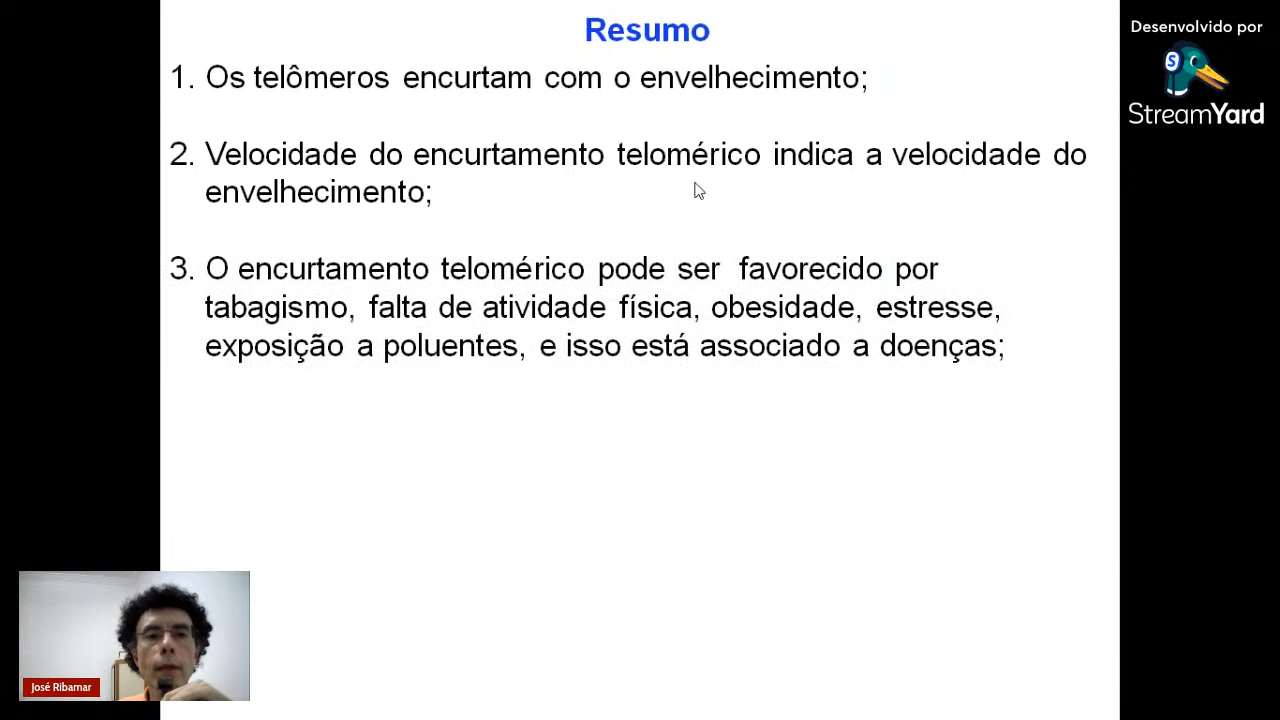 Resumo
1. Os telômeros encurtam com o envelhecimento;
2. Velocidade do encurtamento telomérico indica a velocidade do
envelhecimento;
3. O encurtamento telomérico pode ser favorecido por
tabagismo, falta de atividade física, obesidade, estresse,
exposição a poluentes, e isso está associado a doenças;
Desenvolvido por
S
StreamYard
José Ribamar